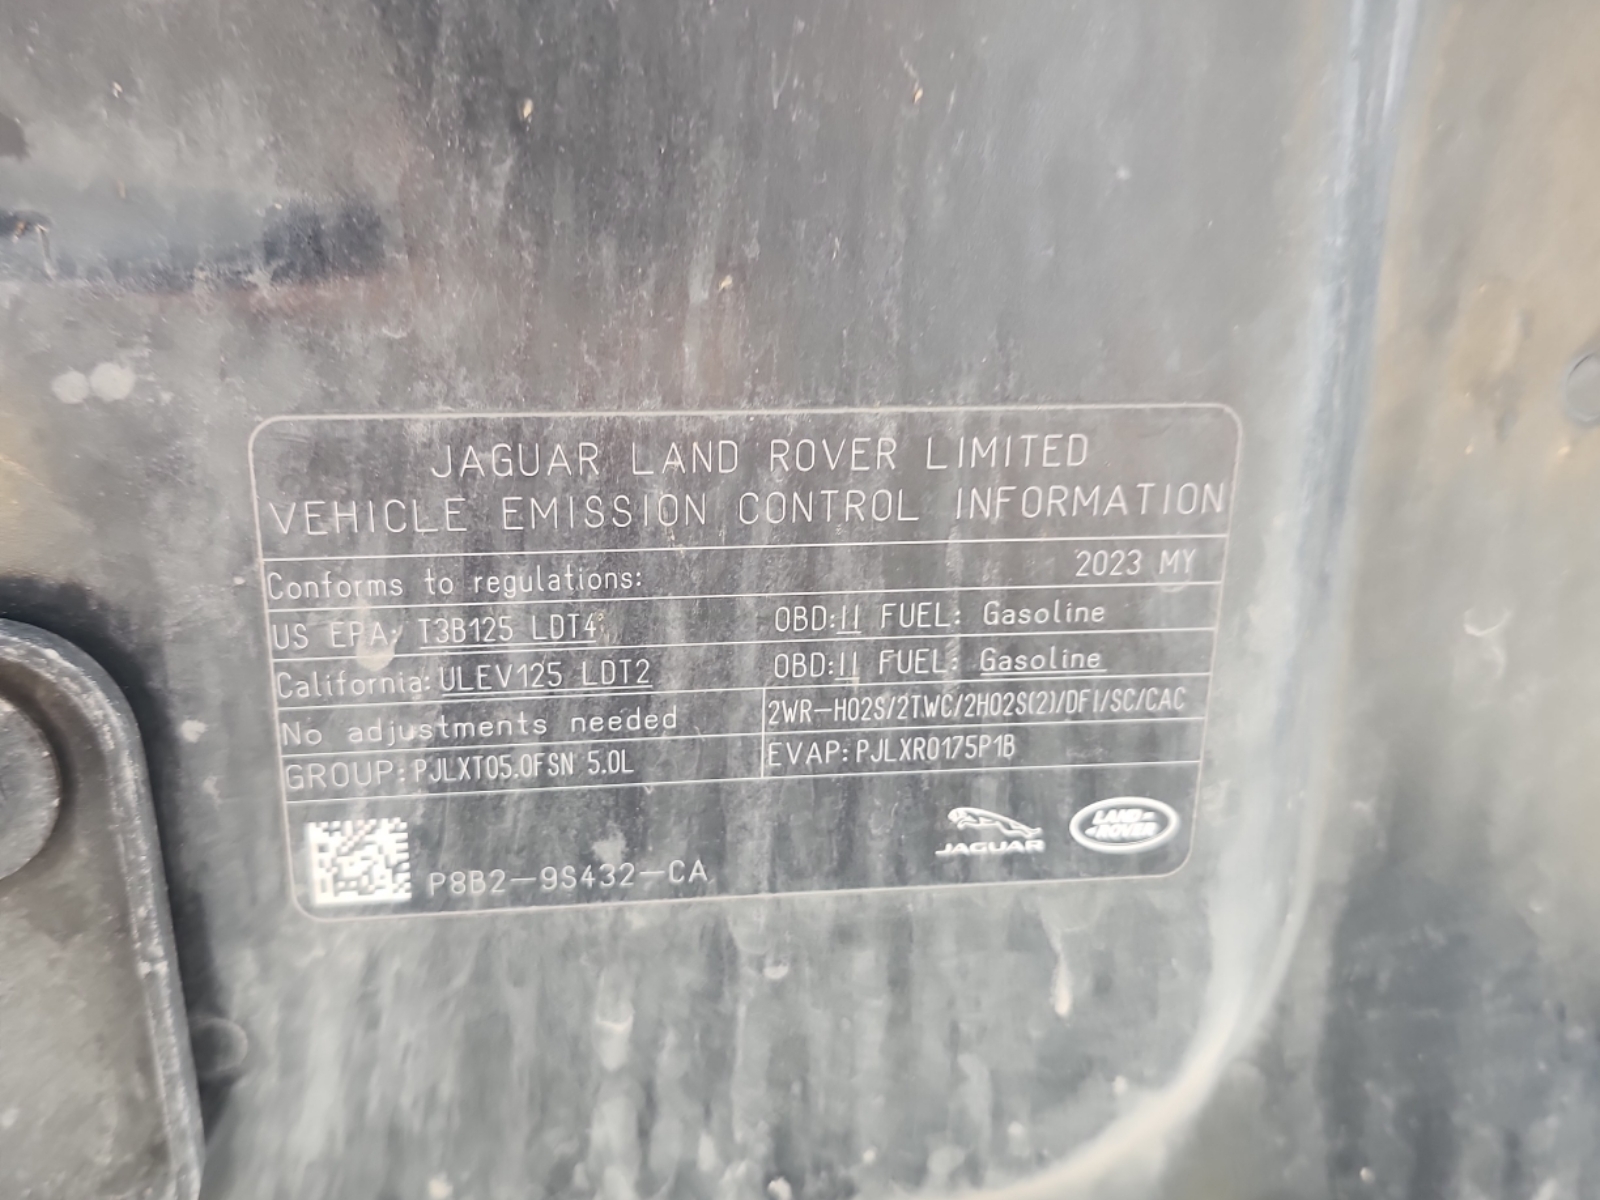 JAGUAR LAND ROVER LIMITED
VEHICLE EMISSION CONTROL INFORMATION
Conforms to regulations: 2023 MY
US EPA: T3B125 LDT4 OBD:II FUEL: Gasoline
California: ULEV125 LDT2 OBD:II FUEL: Gasoline
No adjustments needed 2WR-HO2S/2TWC/2HO2S(2)/DFI/SC/CAC
GROUP: PJLXT05.0FSN 5.0L EVAP: PJLXR0175P1B
P8B2-9S432-CA
JAGUAR
LAND-
-ROVER